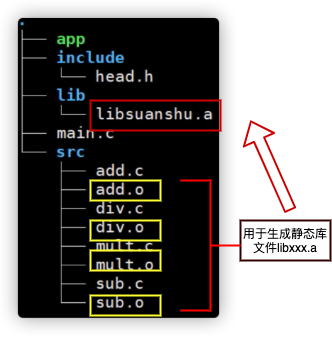 .
app
include
head.h
lib
libsuanshu.a
main.c
src
add.c
add.o
div.c
div.o
mult.c
mult.o
sub.c
sub.o
用于生成静态库
文件libxxx.a